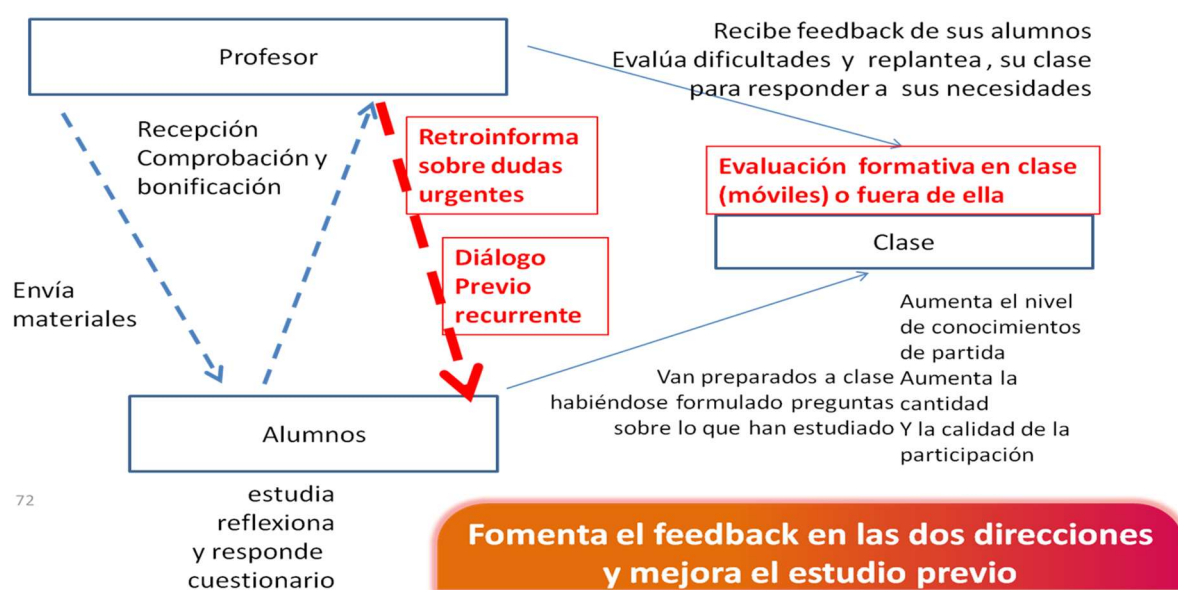 Profesor
Recibe feedback de sus alumnos
Evalúa dificultades y replantea , su clase
para responder a sus necesidades
Recepción
Comprobación y
bonificación
Retroinforma
sobre dudas
urgentes
Evaluación formativa en clase
(móviles) o fuera de ella
Clase
Diálogo
Previo
recurrente
Envía
materiales
Aumenta el nivel
de conocimientos
de partida
Aumenta la
cantidad
Y la calidad de la
participación
Van preparados a clase
habiéndose formulado preguntas
sobre lo que han estudiado
Alumnos
72
estudia
reflexiona
y responde
cuestionario
Fomenta el feedback en las dos direcciones
y mejora el estudio previo